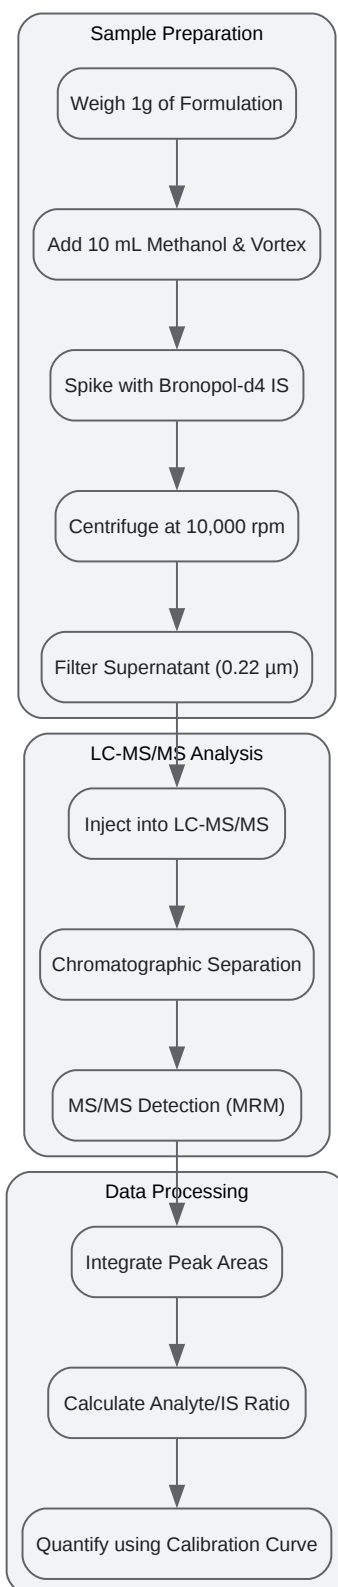 Sample Preparation
Weigh 1g of Formulation
Add 10 mL Methanol & Vortex
Spike with Bronopol-d4 IS
Centrifuge at 10,000 rpm
Filter Supernatant (0.22 µm)
LC-MS/MS Analysis
Inject into LC-MS/MS
Chromatographic Separation
MS/MS Detection (MRM)
Data Processing
Integrate Peak Areas
Calculate Analyte/IS Ratio
Quantify using Calibration Curve